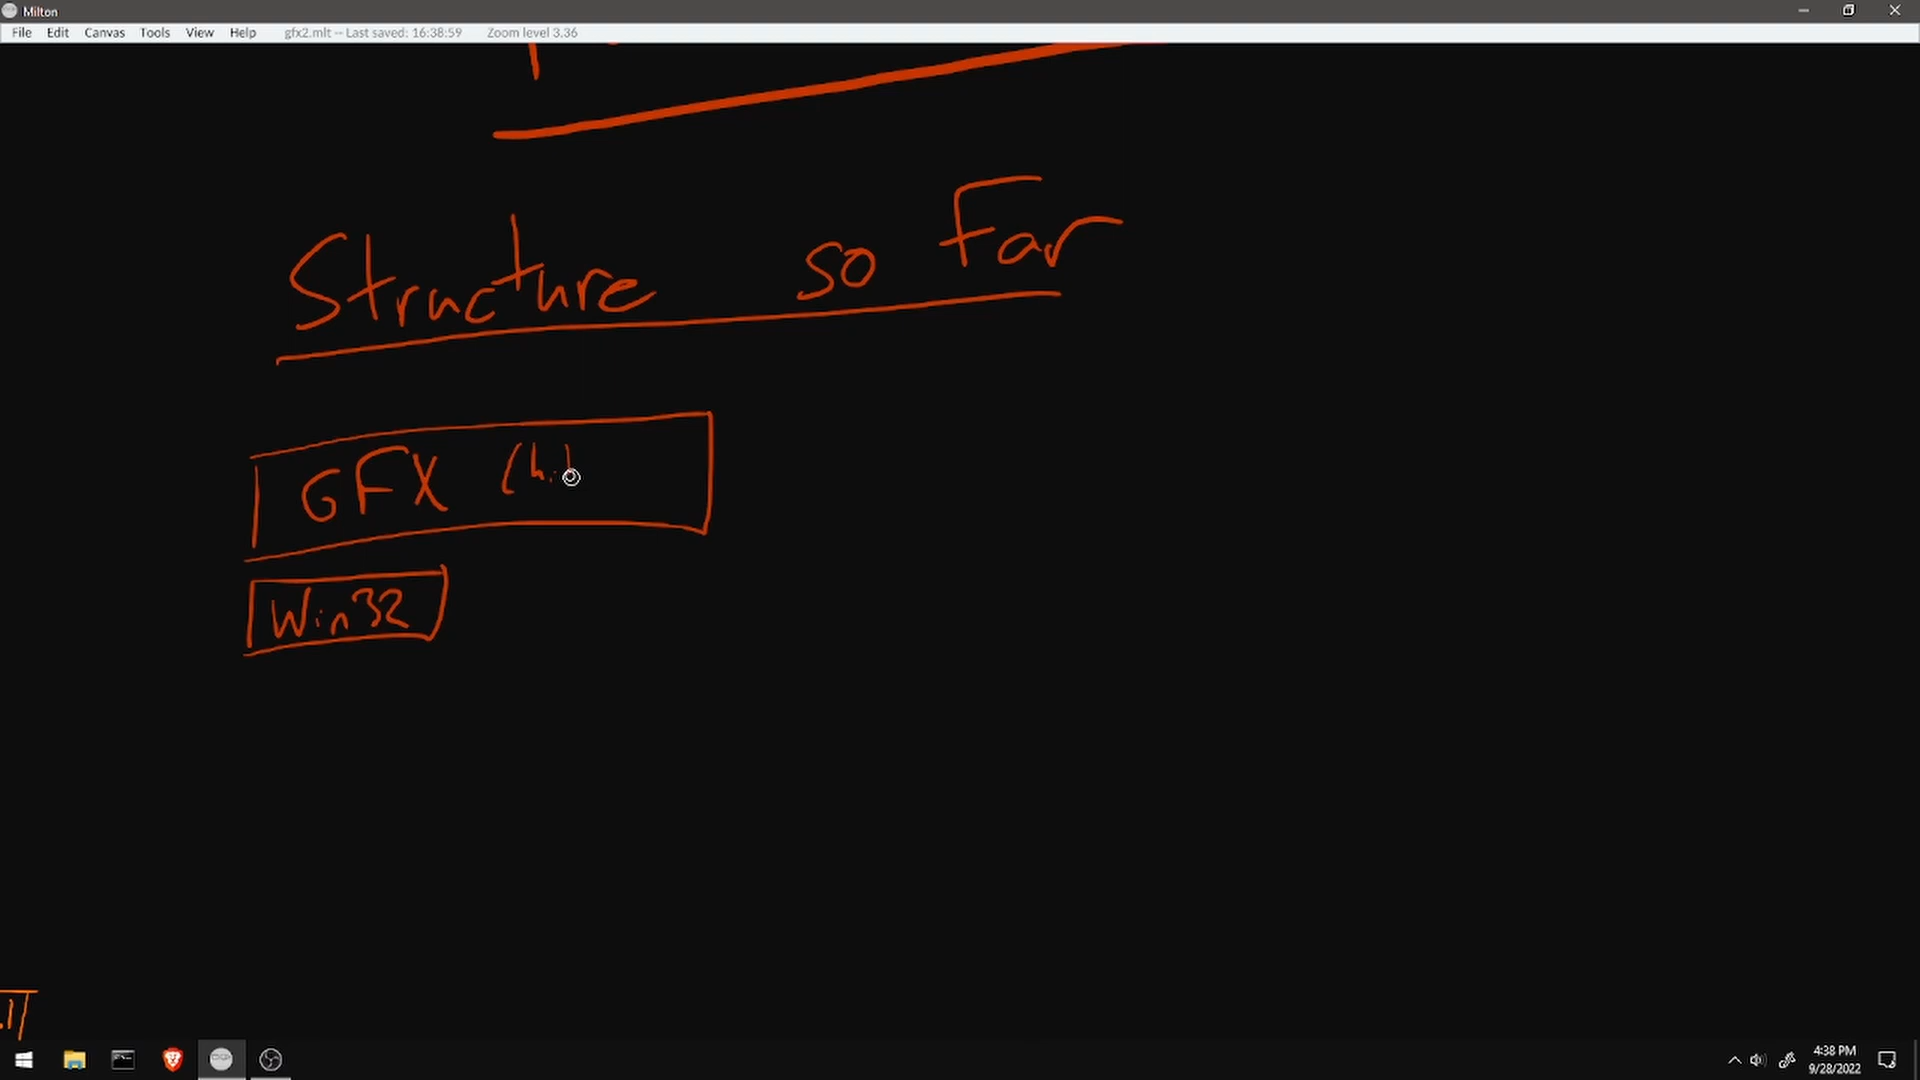 Milton
File Edit Canvas Tools View Help gfx2.mlt -- Last saved: 16:38:59 Zoom level 3.36
Structure so Far
GFX
Win32
4:38 PM
9/28/2022